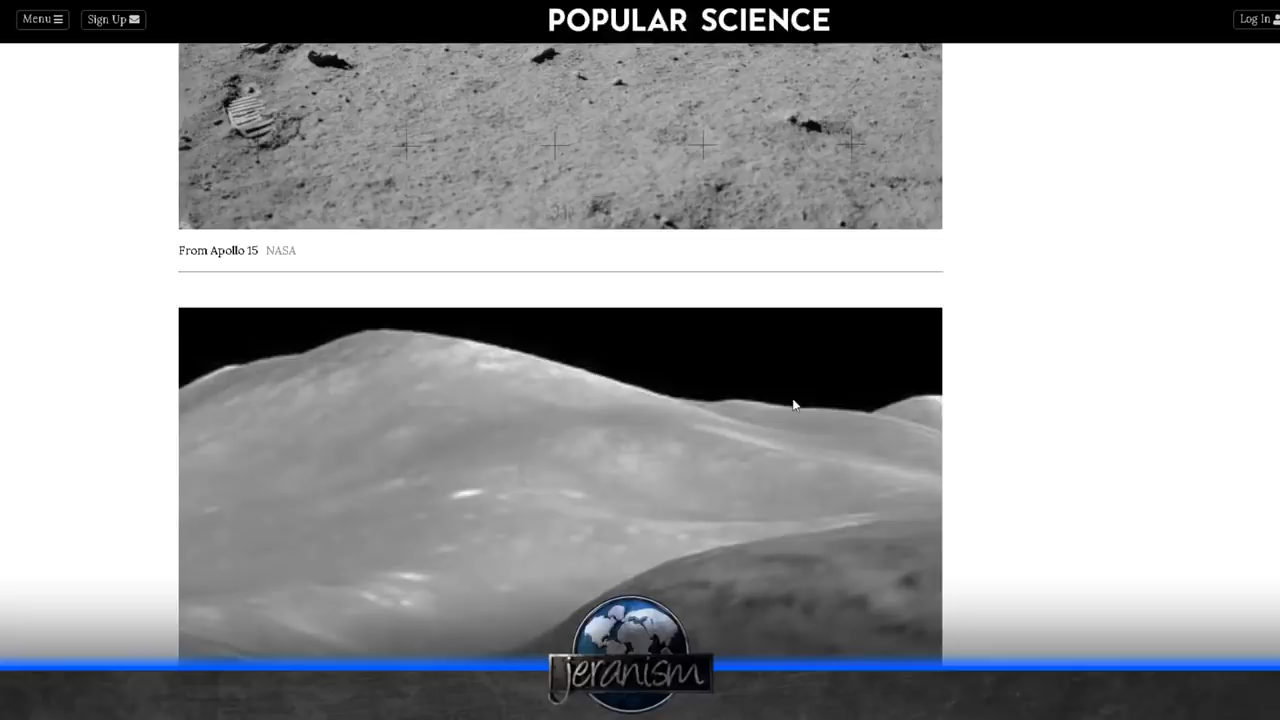 Menu
Sign Up
POPULAR SCIENCE
Log In
From Apollo 15 NASA
jeranism